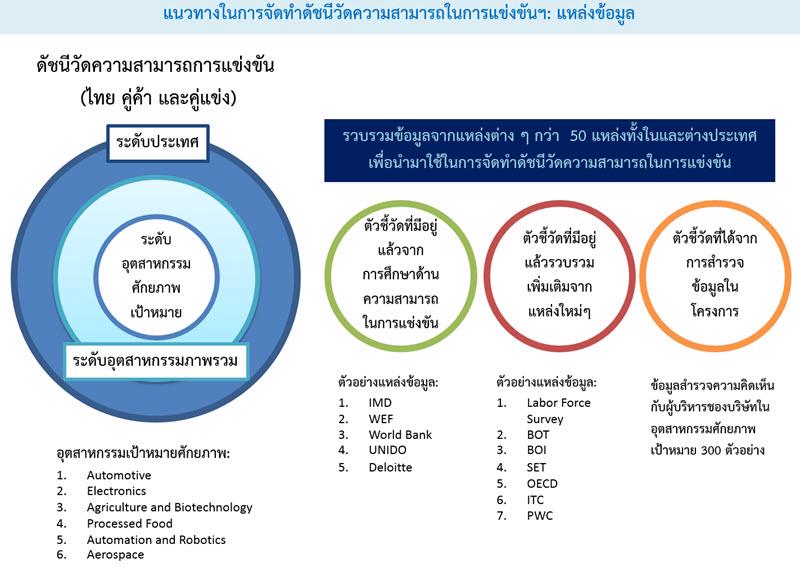 แนวทางในการจัดทำดัชนีวัดความสามารถในการแข่งขันฯ: แหล่งข้อมูล
ดัชนีวัดความสามารถการแข่งขัน
(ไทย คู่ค้า และคู่แข่ง)
ระดับประเทศ
ระดับ
อุตสาหกรรม
ศักยภาพ
เป้าหมาย
ระดับอุตสาหกรรมภาพรวม
อุตสาหกรรมเป้าหมายศักยภาพ:
1. Automotive
2. Electronics
3. Agriculture and Biotechnology
4. Processed Food
5. Automation and Robotics
6. Aerospace
รวบรวมข้อมูลจากแหล่งต่าง ๆ กว่า 50 แหล่งทั้งในและต่างประเทศ
เพื่อนำมาใช้ในการจัดทำดัชนีวัดความสามารถในการแข่งขัน
ตัวชี้วัดที่มีอยู่
แล้วจาก
การศึกษาด้าน
ความสามารถ
ในการแข่งขัน
ตัวอย่างแหล่งข้อมูล:
1. IMD
2. WEF
3. World Bank
4. UNIDO
5. Deloitte
ตัวชี้วัดที่มีอยู่
แล้วรวบรวม
เพิ่มเติมจาก
แหล่งใหม่ๆ
ตัวอย่างแหล่งข้อมูล:
1. Labor Force
Survey
2. BOT
3. BOI
4. SET
5. OECD
6. ITC
7. PWC
ตัวชี้วัดที่ได้จาก
การสำรวจ
ข้อมูลใน
โครงการ
ข้อมูลสำรวจความคิดเห็น
กับผู้บริหารชองบริษัทใน
อุตสาหกรรมศักยภาพ
เป้าหมาย 300 ตัวอย่าง